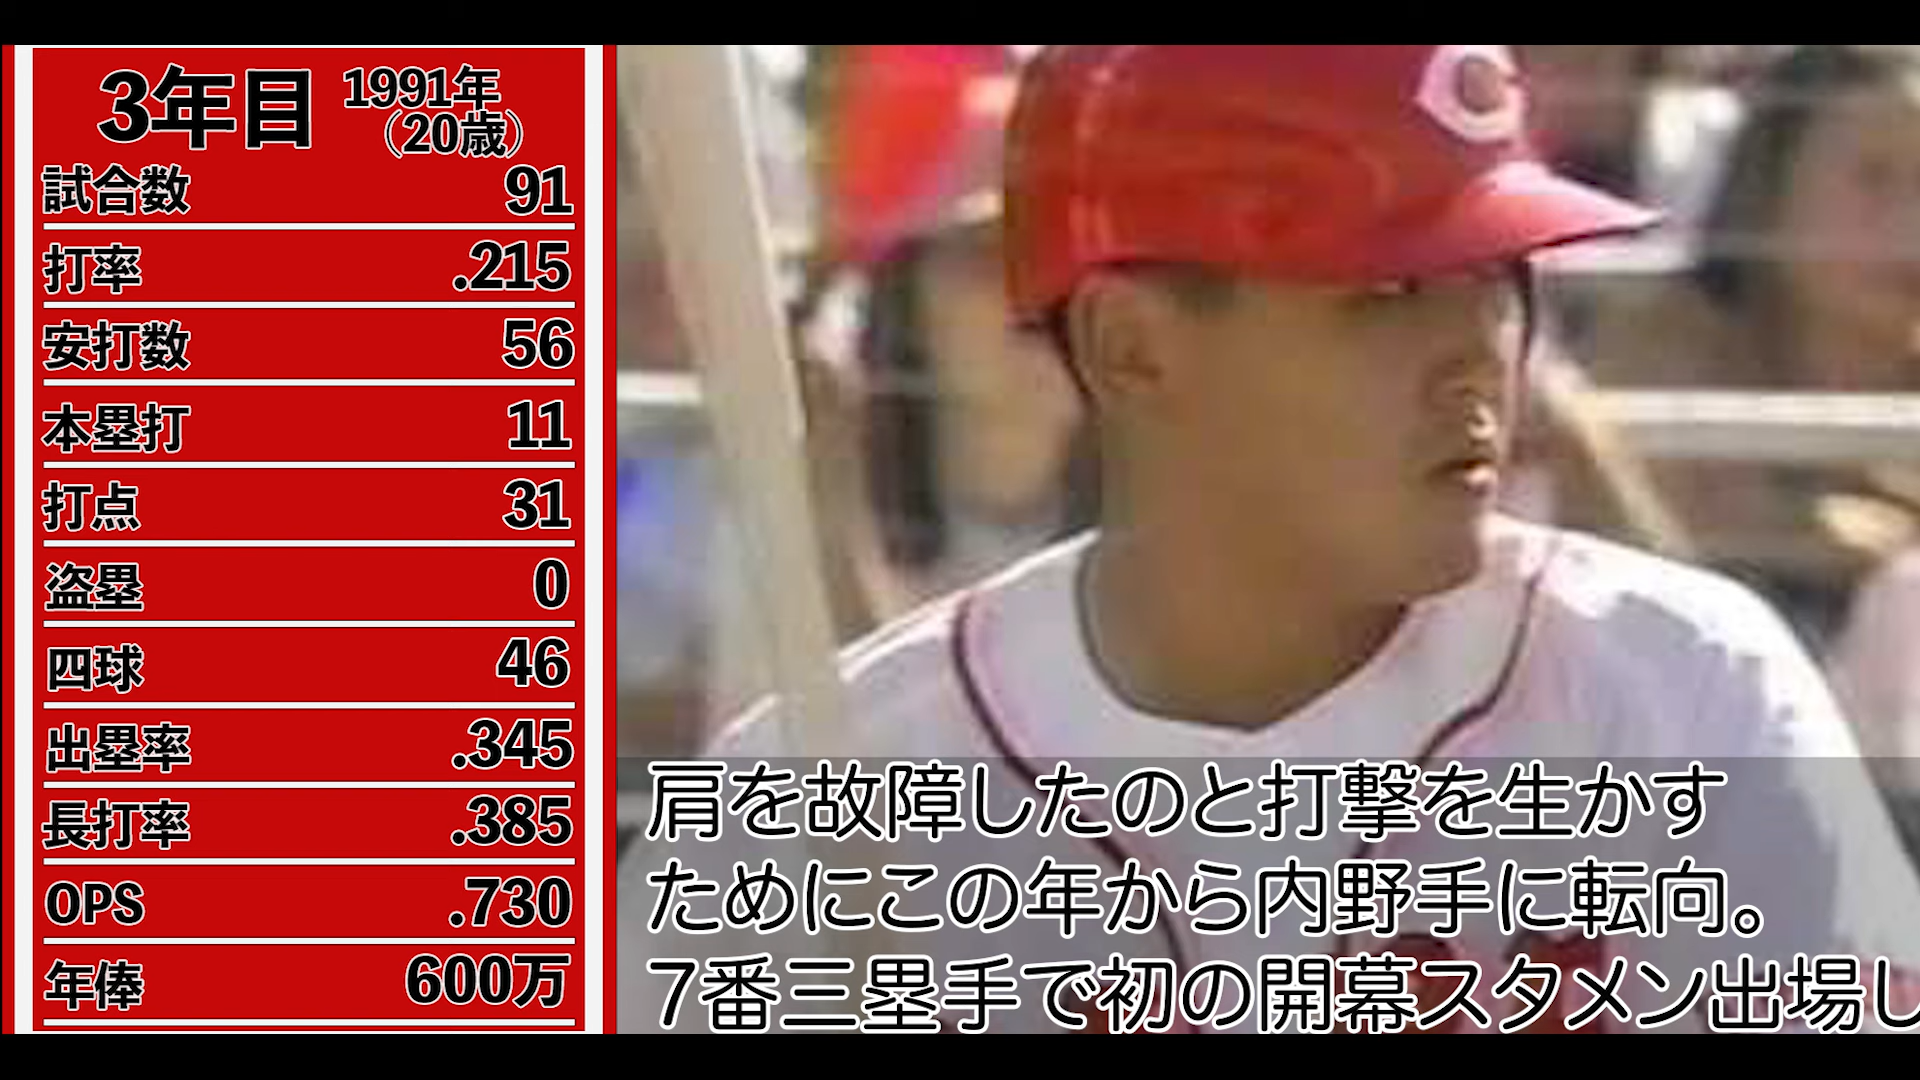 3年目 1991年
（20歳）
試合数 91
打率 .215
安打数 56
本塁打 11
打点 31
盗塁 0
四球 46
出塁率 .345
長打率 .385
OPS .730
年俸 600万
C
肩を故障したのと打撃を生かす
ためにこの年から内野手に転向。
7番三塁手で初の開幕スタメン出場し